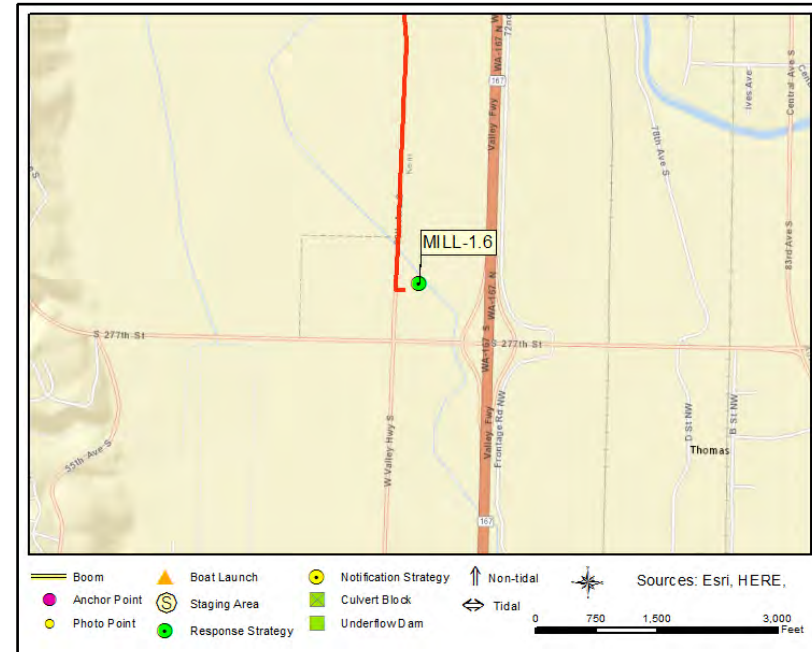 72nd
WA-167 N
Valley Fwy
167
Ives Ave
Central Ave S
78th Ave S
83rd Ave S
Kent
MILL-1.6
WA-167 N
WA-167 S
S 277th St
S 277th St
55th Ave S
W Valley Hwy S
Valley Fwy
Frontage Rd NW
D St NW
B St NW
Thomas
167
Boom
Boat Launch
Notification Strategy
Non-tidal
Sources: Esri, HERE,
Anchor Point
S Staging Area
Culvert Block
Tidal
Photo Point
Response Strategy
Underflow Dam
0 750 1,500 3,000
Feet